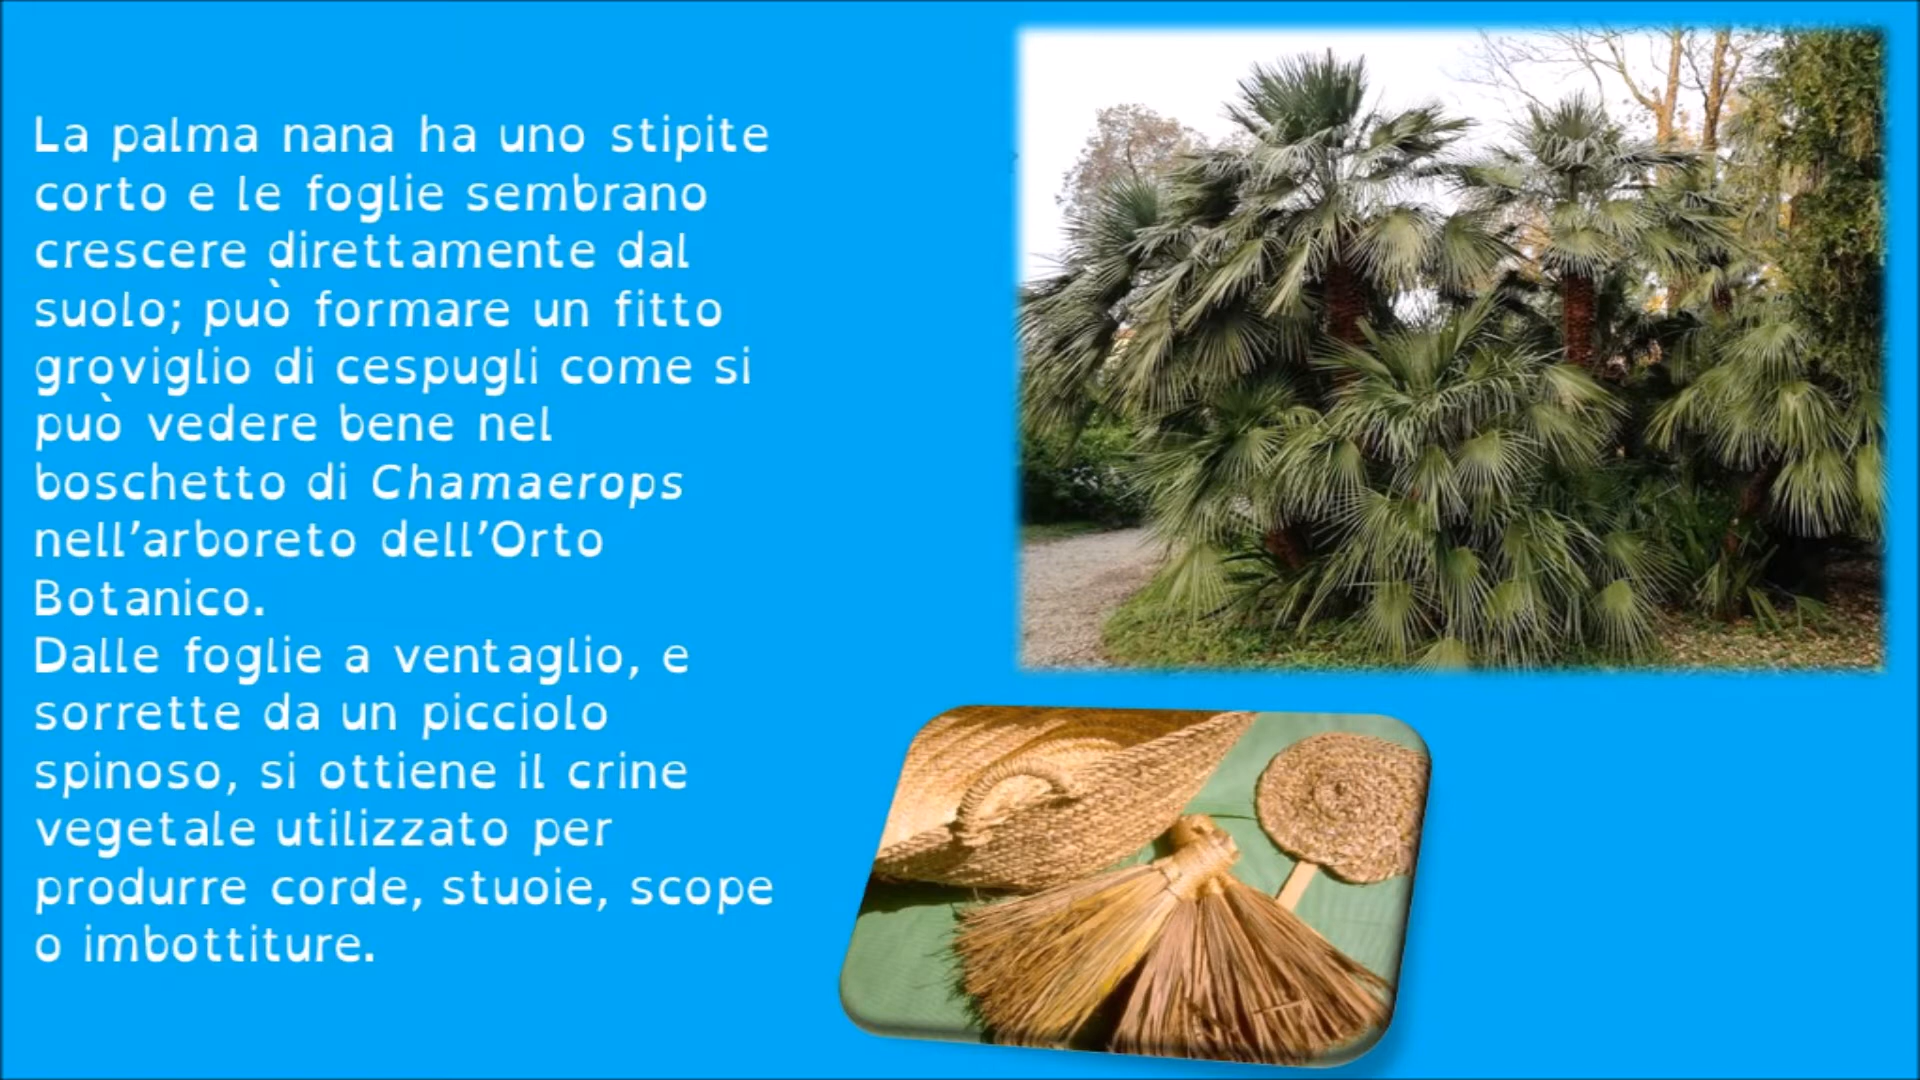 La palma nana ha uno stipite
corto e le foglie sembrano
crescere direttamente dal
suolo; può formare un fitto
groviglio di cespugli come si
può vedere bene nel
boschetto di Chamaerops
nell’arboreto dell’Orto
Botanico.
Dalle foglie a ventaglio, e
sorrette da un picciolo
spinoso, si ottiene il crine
vegetale utilizzato per
produrre corde, stuoie, scope
o imbottiture.